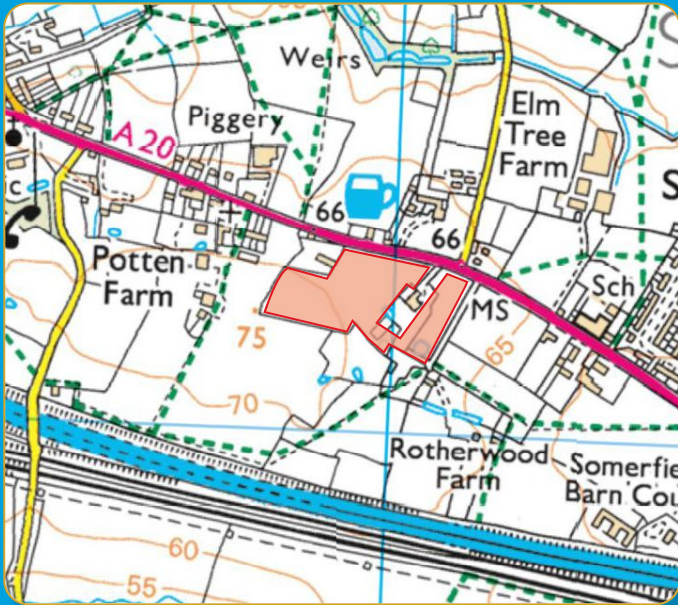 Weirs
S
Piggery
Elm
Tree
Farm
A 20
c
66
66
S
Potten
Farm
Sch
MS
75
65
70
Rotherwood
Farm
Somerfie
Barn Cou
60
55